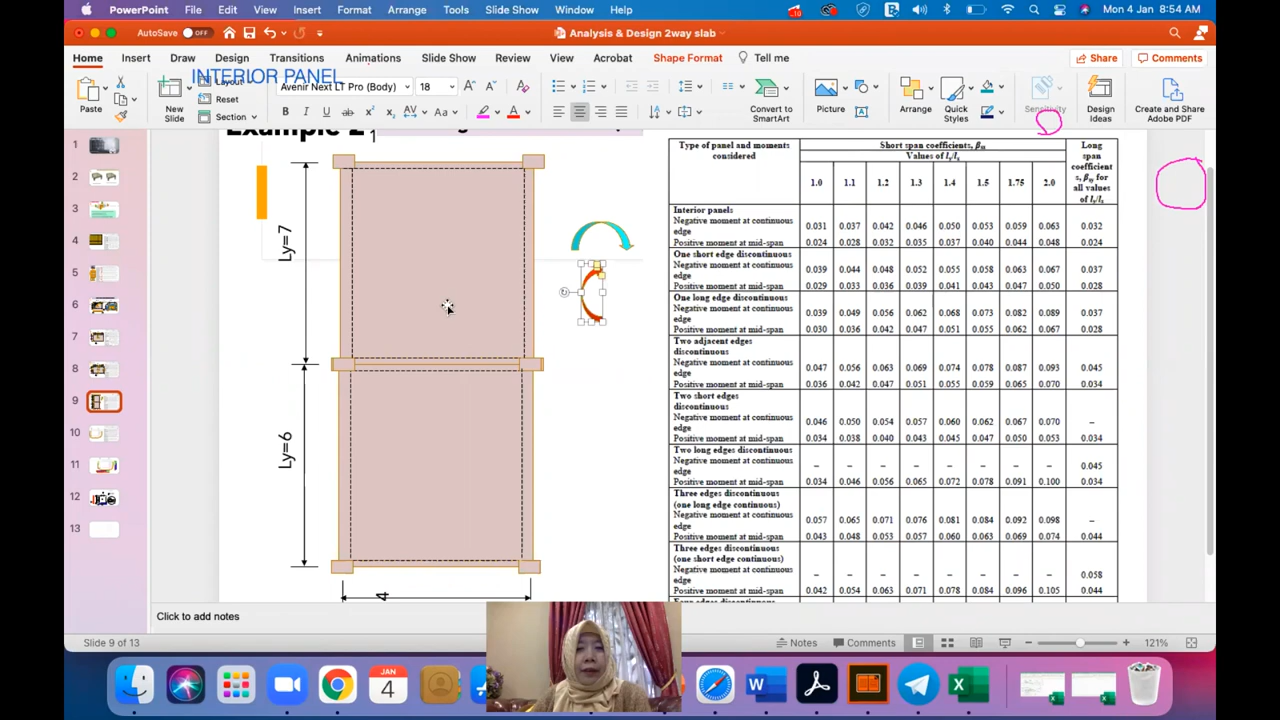 PowerPoint File Edit View Insert Format Arrange Tools Slide Show Window Help Mon 4 Jan 8:54 AM
AutoSave OFF Analysis & Design 2way slab
Home Insert Draw Design Transitions Animations Slide Show Review View Acrobat Shape Format Tell me Share Comments
INTERIOR PANEL
Paste New Slide Layout Reset Section Avenir Next LT Pro (Body) 18 Convert to SmartArt Picture Arrange Quick Styles Sensitivity Design Ideas Create and Share Adobe PDF
1
2
3
4
5
6
7
8
9
10
11
12
13
Example 2
1
Ly=7
Ly=6
4
Type of panel and moments considered
Short span coefficients, βsx
Values of ly/lx
Long span coefficients, βsy for all values of ly/lx
1.0 1.1 1.2 1.3 1.4 1.5 1.75 2.0
Interior panels
Negative moment at continuous edge 0.031 0.037 0.042 0.046 0.050 0.053 0.059 0.063 0.032
Positive moment at mid-span 0.024 0.028 0.032 0.035 0.037 0.040 0.044 0.048 0.024
One short edge discontinuous
Negative moment at continuous edge 0.039 0.044 0.048 0.052 0.055 0.058 0.063 0.067 0.037
Positive moment at mid-span 0.029 0.033 0.036 0.039 0.041 0.043 0.047 0.050 0.028
One long edge discontinuous
Negative moment at continuous edge 0.039 0.049 0.056 0.062 0.068 0.073 0.082 0.089 0.037
Positive moment at mid-span 0.030 0.036 0.042 0.047 0.051 0.055 0.062 0.067 0.028
Two adjacent edges discontinuous
Negative moment at continuous edge 0.047 0.056 0.063 0.069 0.074 0.078 0.087 0.093 0.045
Positive moment at mid-span 0.036 0.042 0.047 0.051 0.055 0.059 0.065 0.070 0.034
Two short edges discontinuous
Negative moment at continuous edge 0.046 0.050 0.054 0.057 0.060 0.062 0.067 0.070 –
Positive moment at mid-span 0.034 0.038 0.040 0.043 0.045 0.047 0.050 0.053 0.034
Two long edges discontinuous
Negative moment at continuous edge – – – – – – – – 0.045
Positive moment at mid-span 0.034 0.046 0.056 0.065 0.072 0.078 0.091 0.100 0.034
Three edges discontinuous (one long edge continuous)
Negative moment at continuous edge 0.057 0.065 0.071 0.076 0.081 0.084 0.092 0.098 –
Positive moment at mid-span 0.043 0.048 0.053 0.057 0.060 0.063 0.069 0.074 0.044
Three edges discontinuous (one short edge continuous)
Negative moment at continuous edge – – – – – – – – 0.058
Positive moment at mid-span 0.042 0.054 0.063 0.071 0.078 0.084 0.096 0.105 0.044
Click to add notes
Slide 9 of 13 Notes Comments 121%
JAN 4